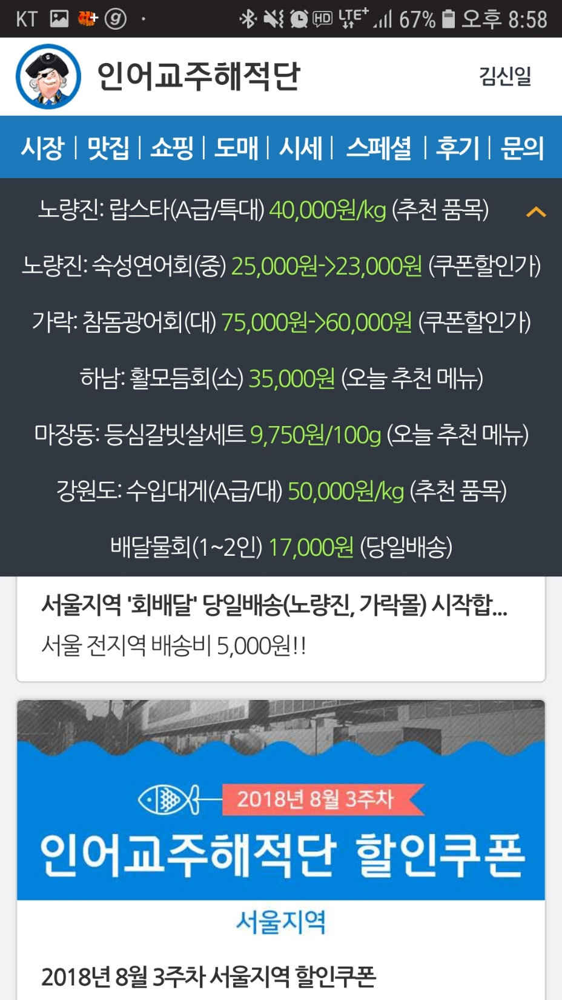 KT g LTE+ HD 67% 오후 8:58
인어교주해적단 김신일
시장 | 맛집 | 쇼핑 | 도매 | 시세 | 스페셜 | 후기 | 문의
노량진: 랍스타(A급/특대) 40,000원/kg (추천 품목)
노량진: 숙성연어회(중) 25,000원->23,000원 (쿠폰할인가)
가락: 참돔광어회(대) 75,000원->60,000원 (쿠폰할인가)
하남: 활모듬회(소) 35,000원 (오늘 추천 메뉴)
마장동: 등심갈빗살세트 9,750원/100g (오늘 추천 메뉴)
강원도: 수입대게(A급/대) 50,000원/kg (추천 품목)
배달물회(1~2인) 17,000원 (당일배송)
서울지역 '회배달' 당일배송(노량진, 가락몰) 시작합...
서울 전지역 배송비 5,000원!!
2018년 8월 3주차
인어교주해적단 할인쿠폰
서울지역
2018년 8월 3주차 서울지역 할인쿠폰